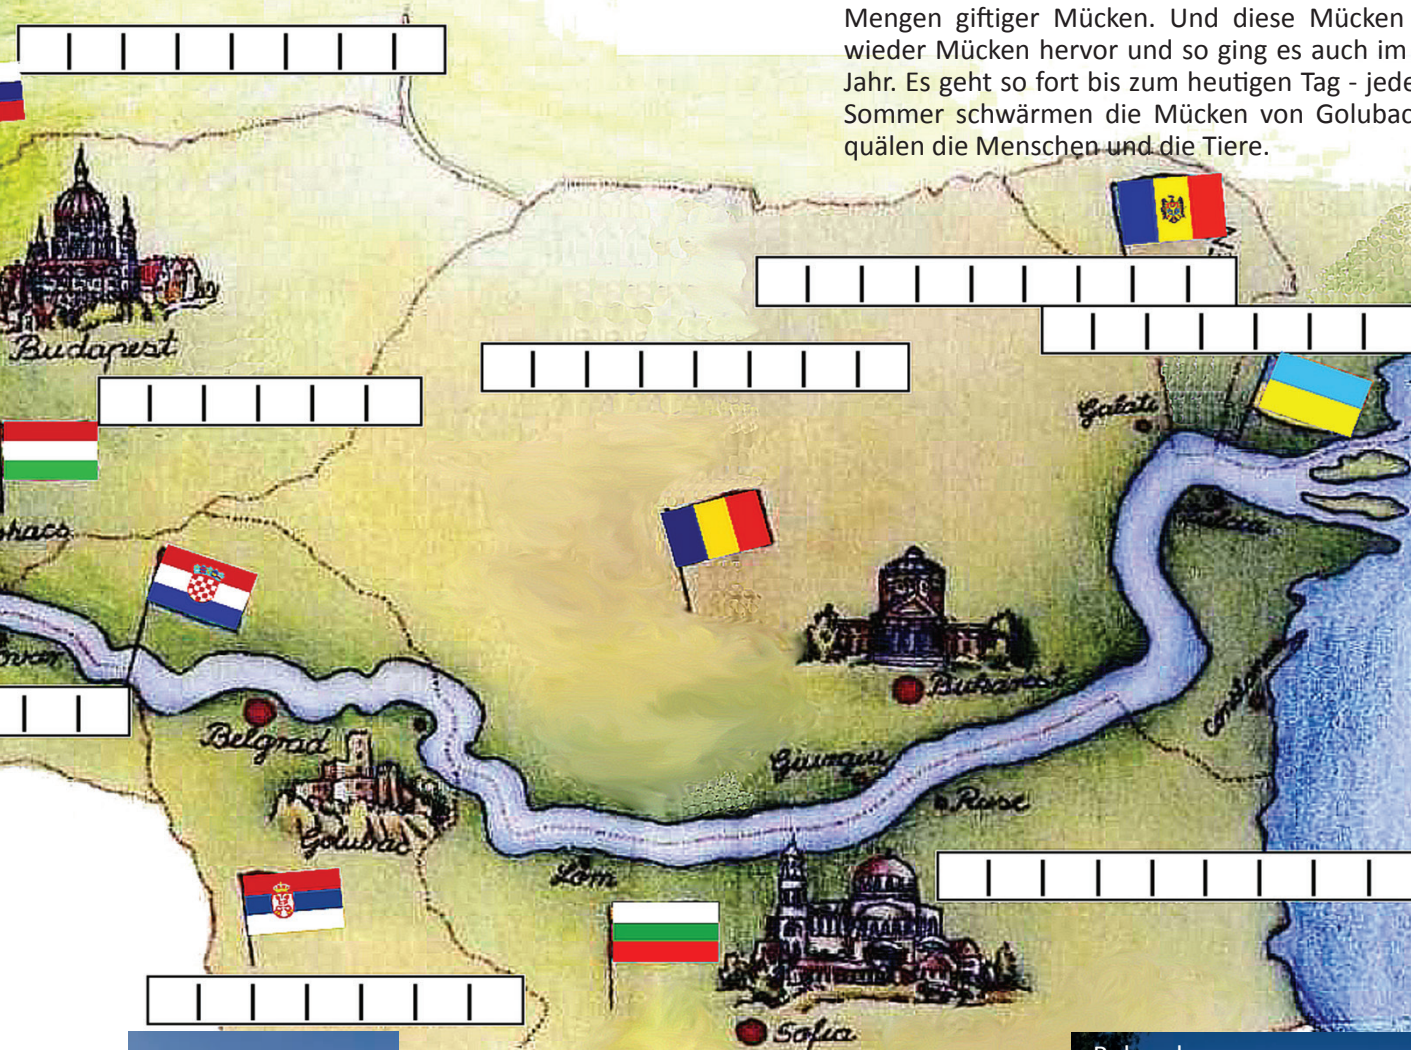 Mengen giftiger Mücken. Und diese Mücken
wieder Mücken hervor und so ging es auch im
Jahr. Es geht so fort bis zum heutigen Tag - jede
Sommer schwärmen die Mücken von Golubac
quälen die Menschen und die Tiere.
Budapest
Galati
Bukarest
Belgrad
Giurgiu
Ruse
Golubac
Lom
Sofia